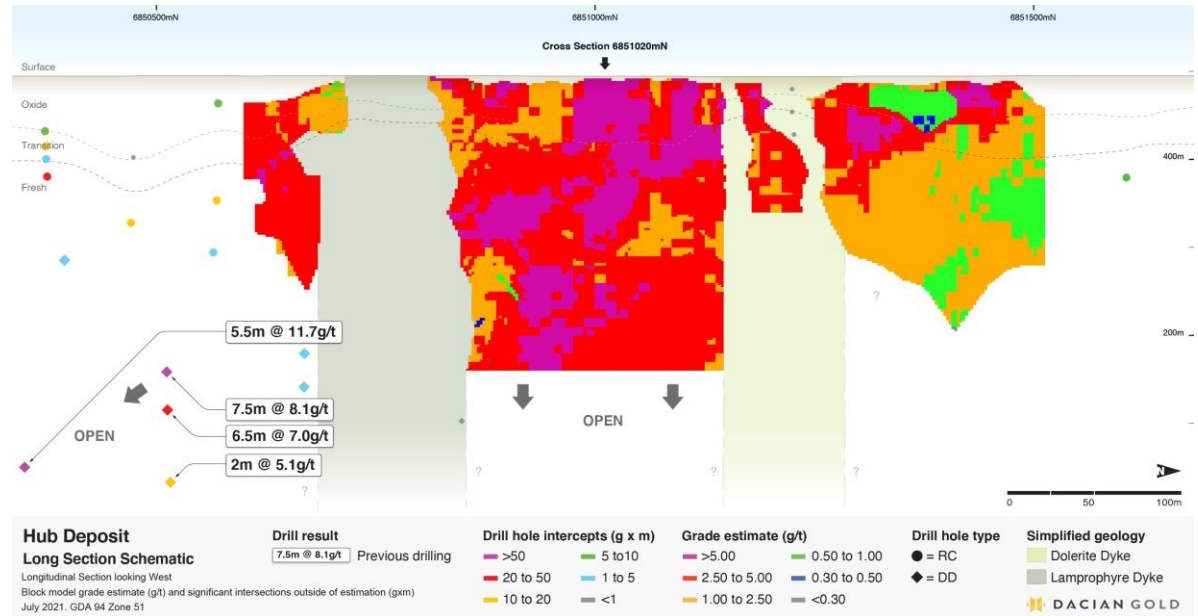 6850500mN
6851000mN
6851500mN
Cross Section 6851020mN
Surface
Oxide
Transition
Fresh
400m
200m
?
5.5m @ 11.7g/t
7.5m @ 8.1g/t
6.5m @ 7.0g/t
2m @ 5.1g/t
OPEN
OPEN
?
?
?
?
N
0 50 100m
Hub Deposit
Long Section Schematic
Longitudinal Section looking West
Block model grade estimate (g/t) and significant intersections outside of estimation (gxm)
July 2021. GDA 94 Zone 51
Drill result
7.5m @ 8.1g/t Previous drilling
Drill hole intercepts (g x m)
>50
20 to 50
10 to 20
5 to10
1 to 5
<1
Grade estimate (g/t)
>5.00
2.50 to 5.00
1.00 to 2.50
0.50 to 1.00
0.30 to 0.50
<0.30
Drill hole type
= RC
= DD
Simplified geology
Dolerite Dyke
Lamprophyre Dyke
DACIAN GOLD